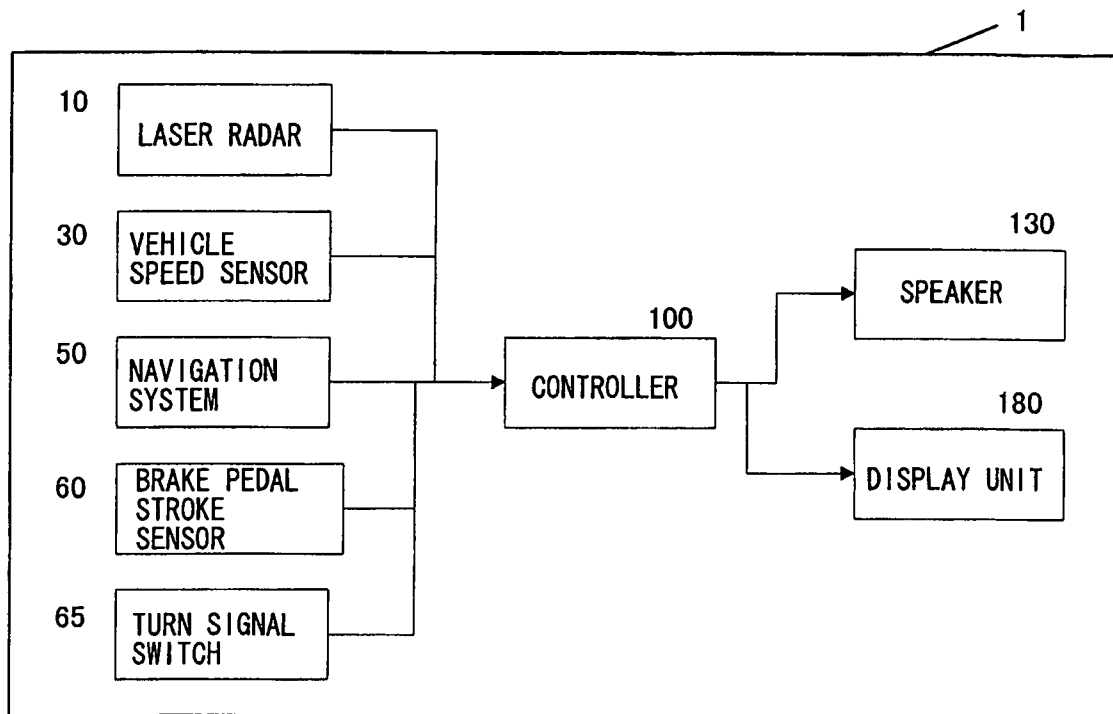 1
10
LASER RADAR
30
VEHICLE
SPEED SENSOR
130
SPEAKER
50
NAVIGATION
SYSTEM
100
CONTROLLER
180
DISPLAY UNIT
60
BRAKE PEDAL
STROKE
SENSOR
65
TURN SIGNAL
SWITCH